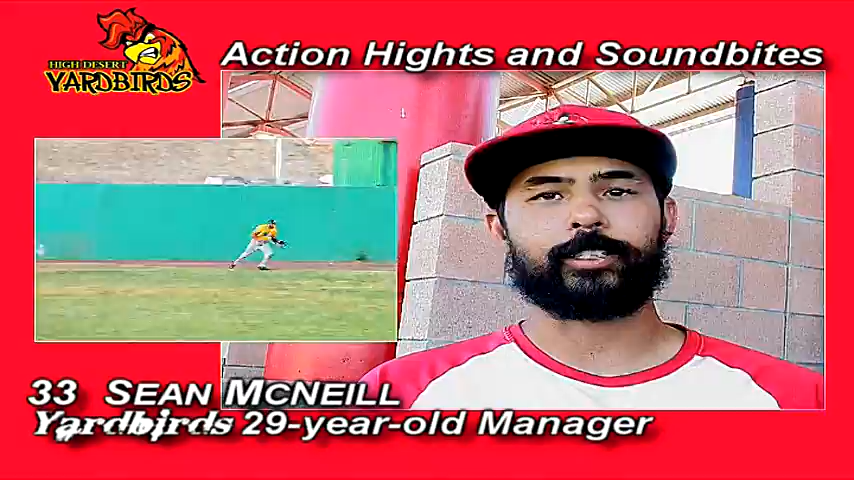 HIGH DESERT
YARDBIRDS
Action Hights and Soundbites
33 SEAN MCNEILL
Yardbirds 29-year-old Manager